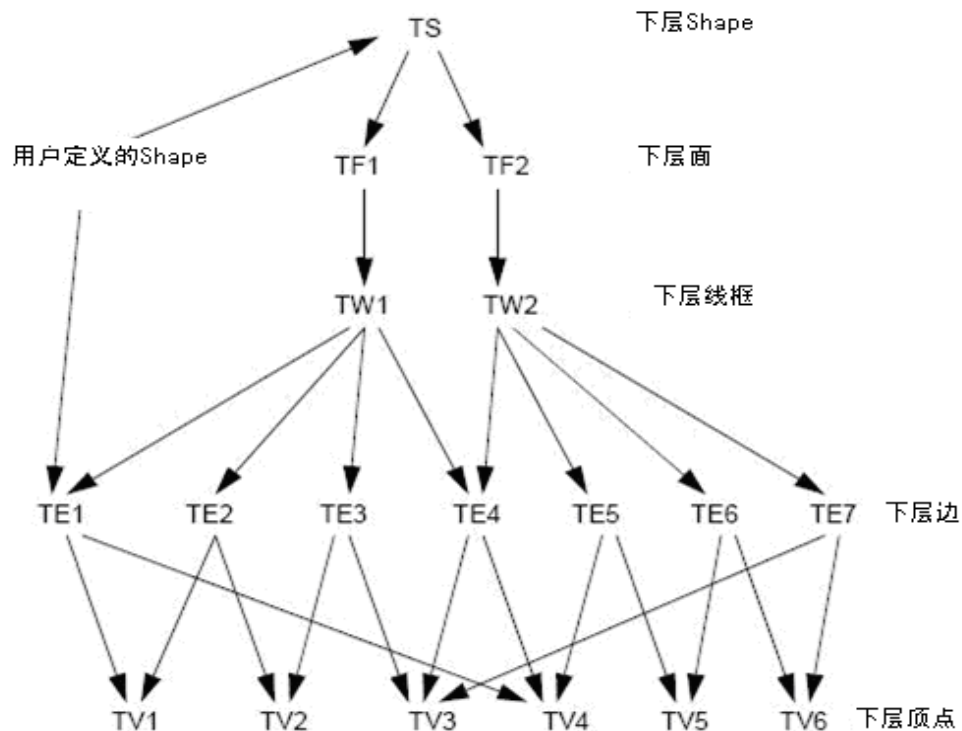 TS 下层Shape
用户定义的Shape TF1 TF2 下层面
TW1 TW2 下层线框
TE1 TE2 TE3 TE4 TE5 TE6 TE7 下层边
TV1 TV2 TV3 TV4 TV5 TV6 下层顶点